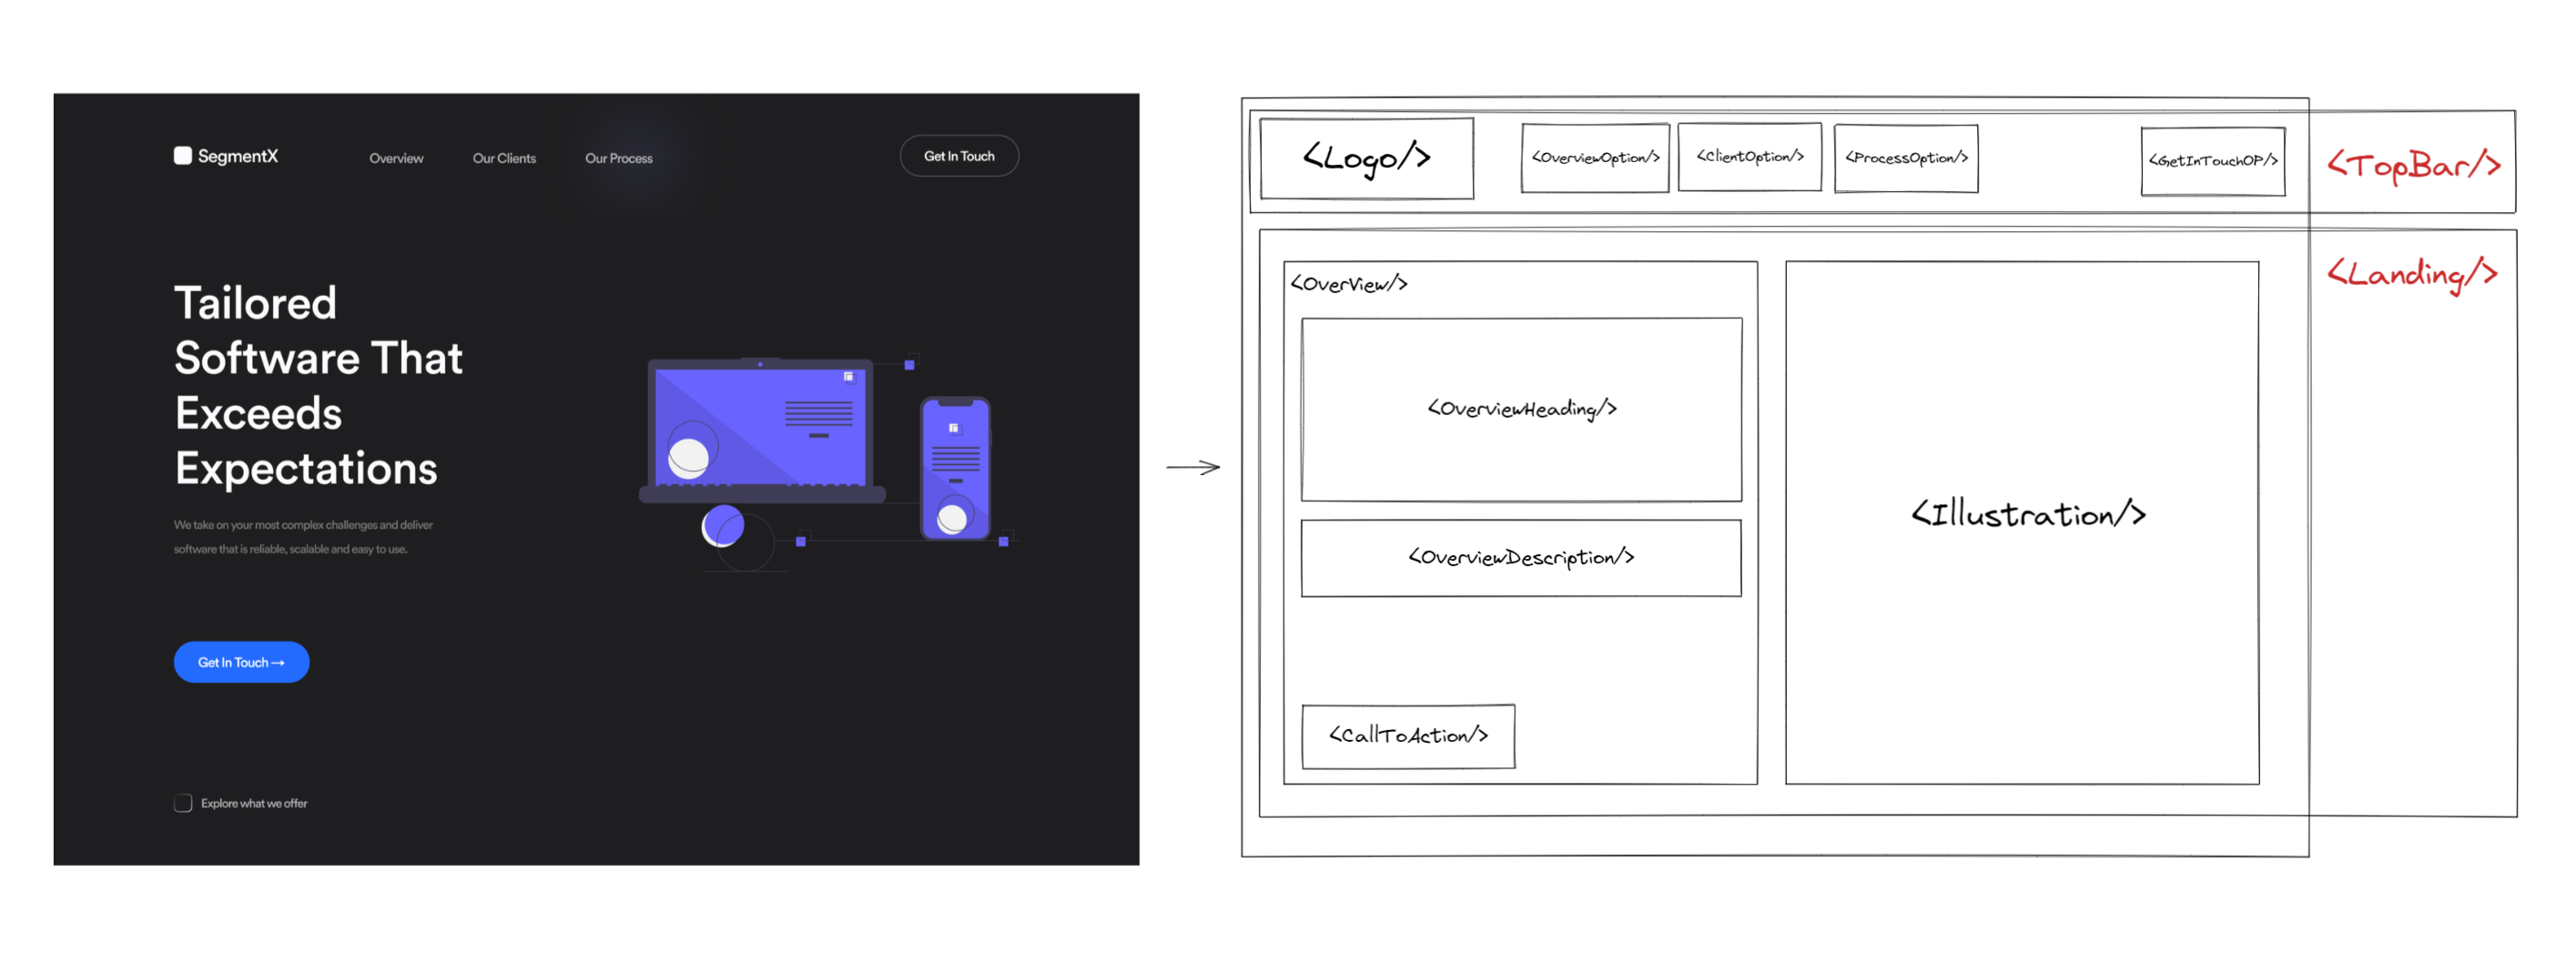 SegmentX
Overview
Our Clients
Our Process
Get In Touch
Tailored
Software That
Exceeds
Expectations
We take on your most complex challenges and deliver
software that is reliable, scalable and easy to use.
Get In Touch →
Explore what we offer
<Logo/>
<OverviewOption/>
<ClientOption/>
<ProcessOption/>
<GetInTouchOP/>
<TopBar/>
<Landing/>
<OverView/>
<OverviewHeading/>
<OverviewDescription/>
<CallToAction/>
<Illustration/>